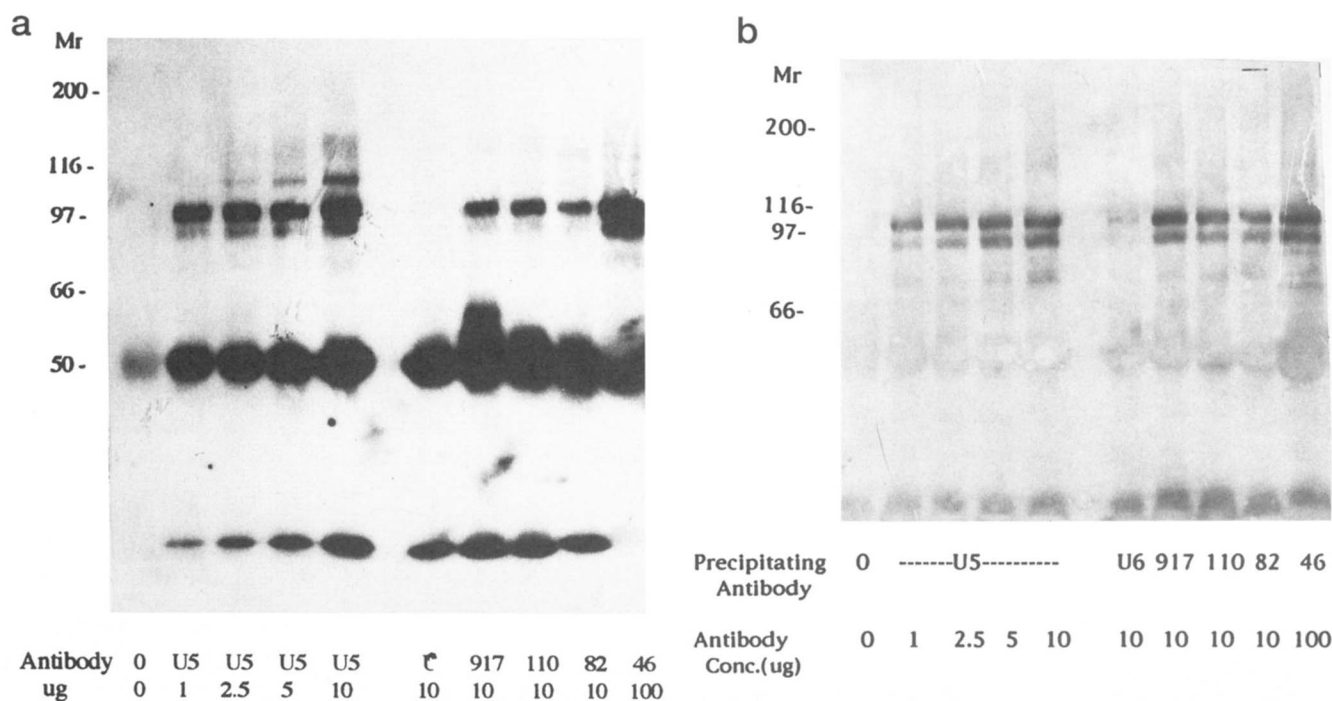 a
Mr
200 -
116 -
97 -
66 -
50 -
Antibody 0 U5 U5 U5 U5 917 110 82 46
ug 0 1 2.5 5 10 10 10 10 10 100
b
Mr
200-
116-
97-
66-
Precipitating 0 -------U5---------- U6 917 110 82 46
Antibody
Antibody 0 1 2.5 5 10 10 10 10 10 100
Conc.(ug)